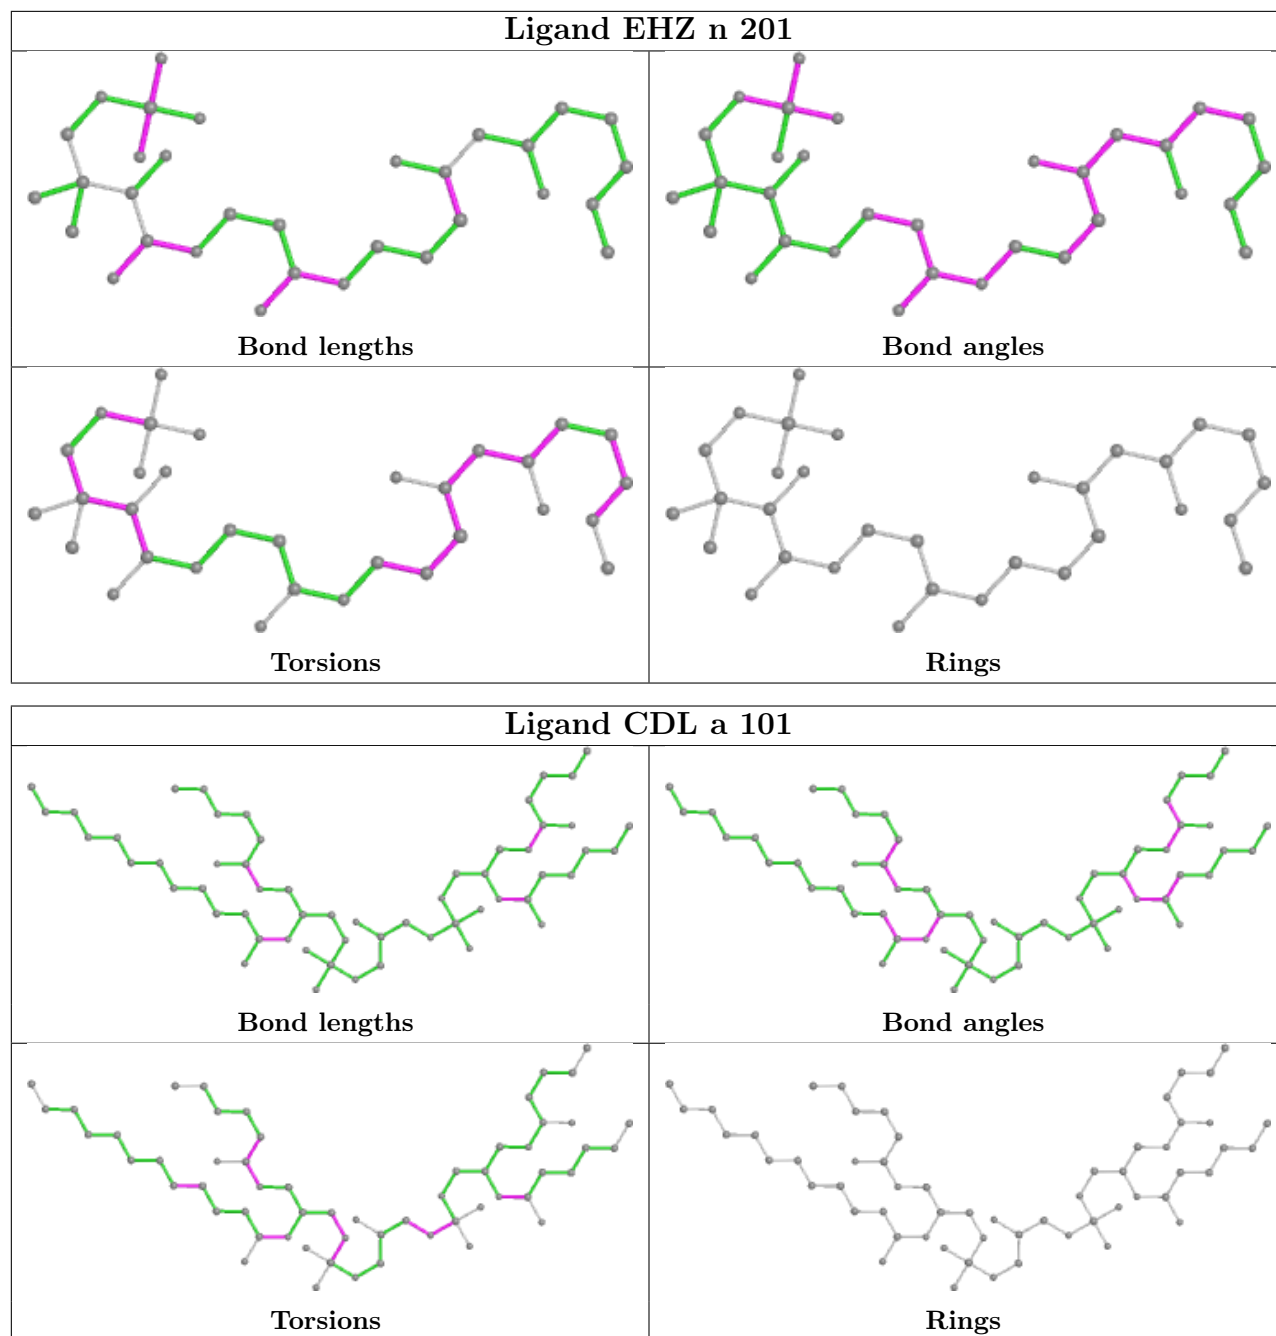 Ligand EHZ n 201
Bond lengths
Bond angles
Torsions
Rings
Ligand CDL a 101
Bond lengths
Bond angles
Torsions
Rings